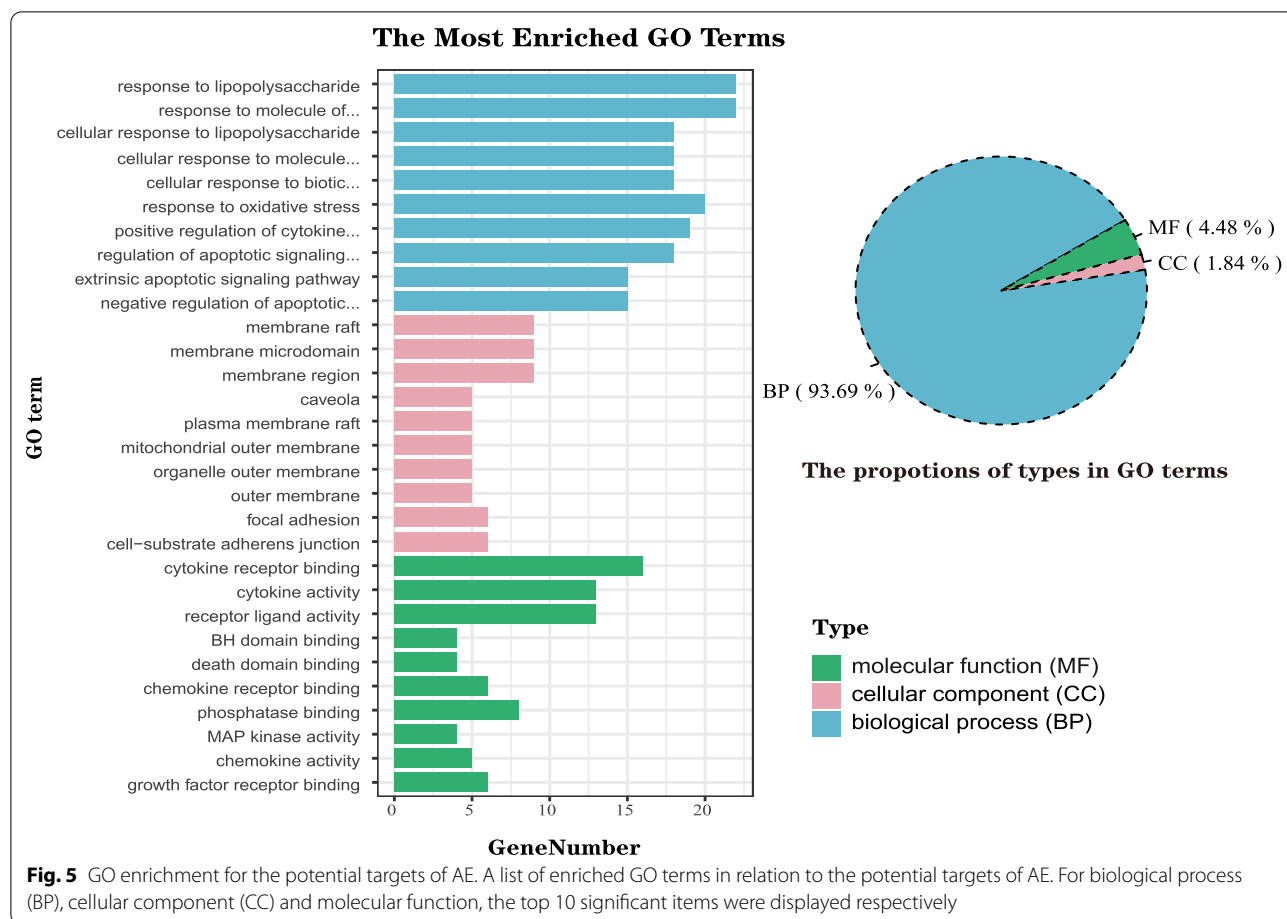 The Most Enriched GO Terms
response to lipopolysaccharide
response to molecule of...
cellular response to lipopolysaccharide
cellular response to molecule...
cellular response to biotic...
response to oxidative stress
positive regulation of cytokine...
regulation of apoptotic signaling...
extrinsic apoptotic signaling pathway
negative regulation of apoptotic...
membrane raft
membrane microdomain
membrane region
caveola
plasma membrane raft
mitochondrial outer membrane
organelle outer membrane
outer membrane
focal adhesion
cell−substrate adherens junction
cytokine receptor binding
cytokine activity
receptor ligand activity
BH domain binding
death domain binding
chemokine receptor binding
phosphatase binding
MAP kinase activity
chemokine activity
growth factor receptor binding
GO term
0 5 10 15 20
GeneNumber
MF ( 4.48 % )
CC ( 1.84 % )
BP ( 93.69 % )
The propotions of types in GO terms
Type
molecular function (MF)
cellular component (CC)
biological process (BP)
Fig. 5 GO enrichment for the potential targets of AE. A list of enriched GO terms in relation to the potential targets of AE. For biological process
(BP), cellular component (CC) and molecular function, the top 10 significant items were displayed respectively